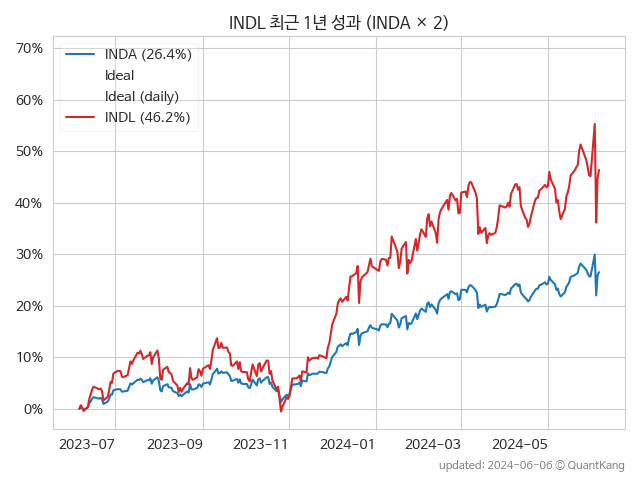 INDL 최근 1년 성과 (INDA × 2)
70%
60%
50%
40%
30%
20%
10%
0%
INDA (26.4%)
Ideal
Ideal (daily)
INDL (46.2%)
2023-07 2023-09 2023-11 2024-01 2024-03 2024-05
updated: 2024-06-06 © QuantKang